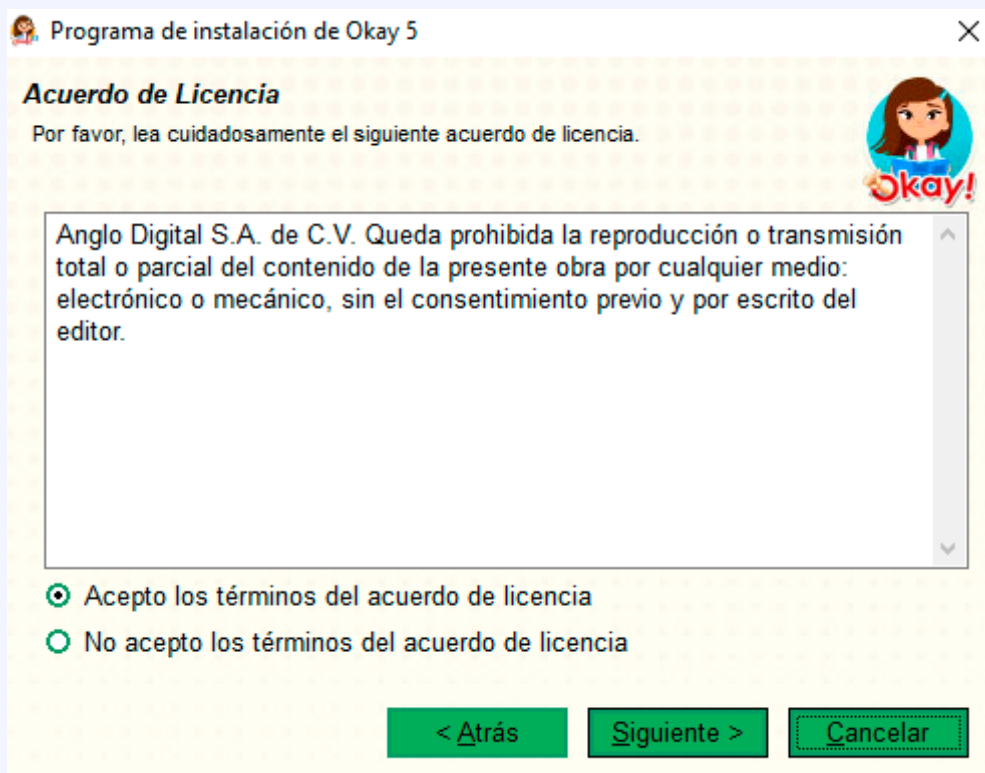 Programa de instalación de Okay 5
Acuerdo de Licencia
Por favor, lea cuidadosamente el siguiente acuerdo de licencia.
Okay!
Anglo Digital S.A. de C.V. Queda prohibida la reproducción o transmisión
total o parcial del contenido de la presente obra por cualquier medio:
electrónico o mecánico, sin el consentimiento previo y por escrito del
editor.
Acepto los términos del acuerdo de licencia
No acepto los términos del acuerdo de licencia
< Atrás
Siguiente >
Cancelar